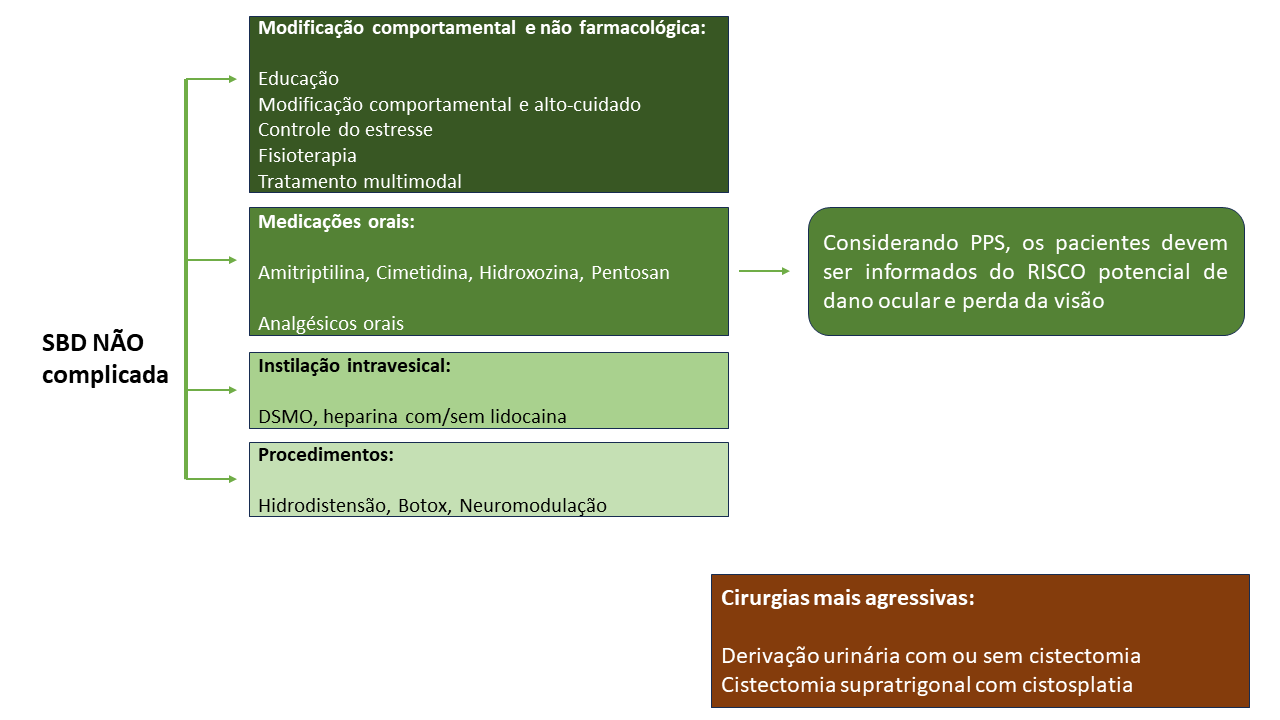 Modificação comportamental e não farmacológica:
Educação
Modificação comportamental e alto-cuidado
Controle do estresse
Fisioterapia
Tratamento multimodal
Medicações orais:
Amitriptilina, Cimetidina, Hidroxozina, Pentosan
Analgésicos orais
Considerando PPS, os pacientes devem
ser informados do RISCO potencial de
dano ocular e perda da visão
SBD NÃO
complicada
Instilação intravesical:
DSMO, heparina com/sem lidocaina
Procedimentos:
Hidrodistensão, Botox, Neuromodulação
Cirurgias mais agressivas:
Derivação urinária com ou sem cistectomia
Cistectomia supratrigonal com cistosplatia